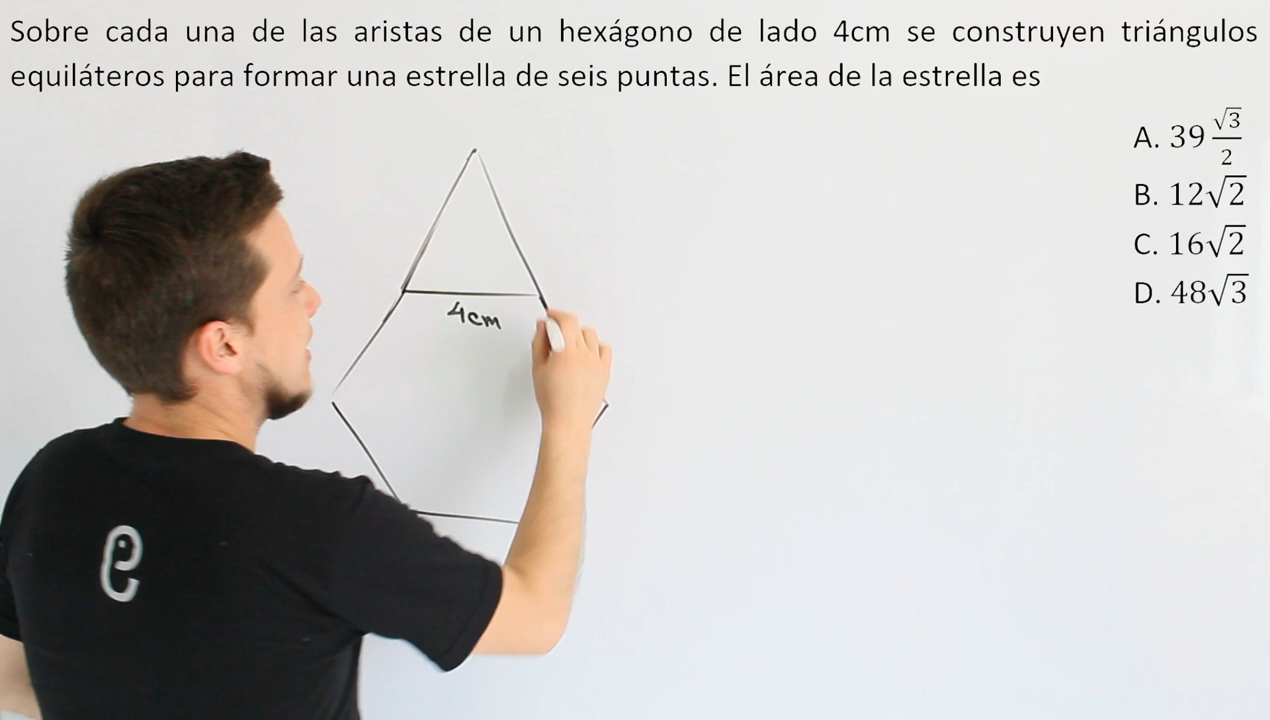 Sobre cada una de las aristas de un hexágono de lado 4cm se construyen triángulos
equiláteros para formar una estrella de seis puntas. El área de la estrella es
A. 39 √3/2
B. 12√2
C. 16√2
D. 48√3
4cm